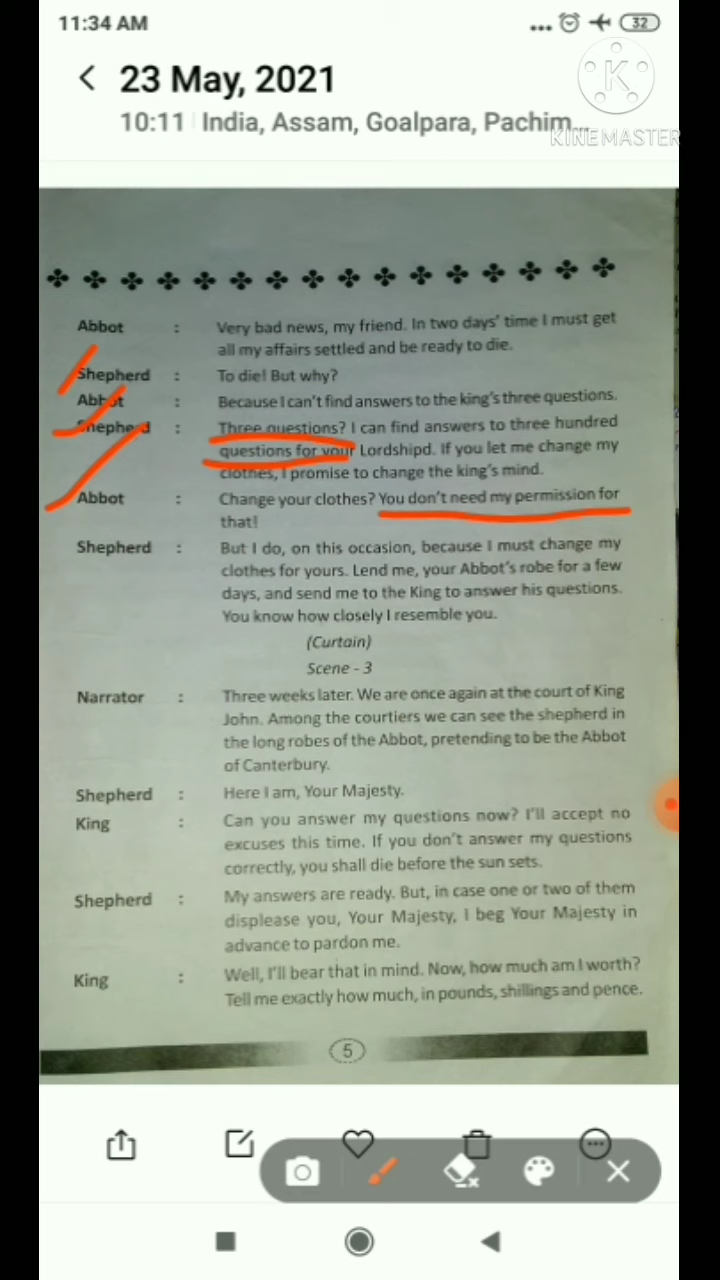 11:34 AM
32
23 May, 2021
10:11 India, Assam, Goalpara, Pachim...
K
KINEMASTER
Abbot : Very bad news, my friend. In two days' time I must get
all my affairs settled and be ready to die.
Shepherd : To die! But why?
Abbot : Because I can't find answers to the king's three questions.
Shepherd : Three questions? I can find answers to three hundred
questions for your Lordshipd. If you let me change my
clothes, I promise to change the king's mind.
Abbot : Change your clothes? You don't need my permission for
that!
Shepherd : But I do, on this occasion, because I must change my
clothes for yours. Lend me, your Abbot's robe for a few
days, and send me to the King to answer his questions.
You know how closely I resemble you.
(Curtain)
Scene - 3
Narrator : Three weeks later. We are once again at the court of King
John. Among the courtiers we can see the shepherd in
the long robes of the Abbot, pretending to be the Abbot
of Canterbury.
Shepherd : Here I am, Your Majesty.
King : Can you answer my questions now? I'll accept no
excuses this time. If you don't answer my questions
correctly, you shall die before the sun sets.
Shepherd : My answers are ready. But, in case one or two of them
displease you, Your Majesty, I beg Your Majesty in
advance to pardon me.
King : Well, I'll bear that in mind. Now, how much am I worth?
Tell me exactly how much, in pounds, shillings and pence.
5